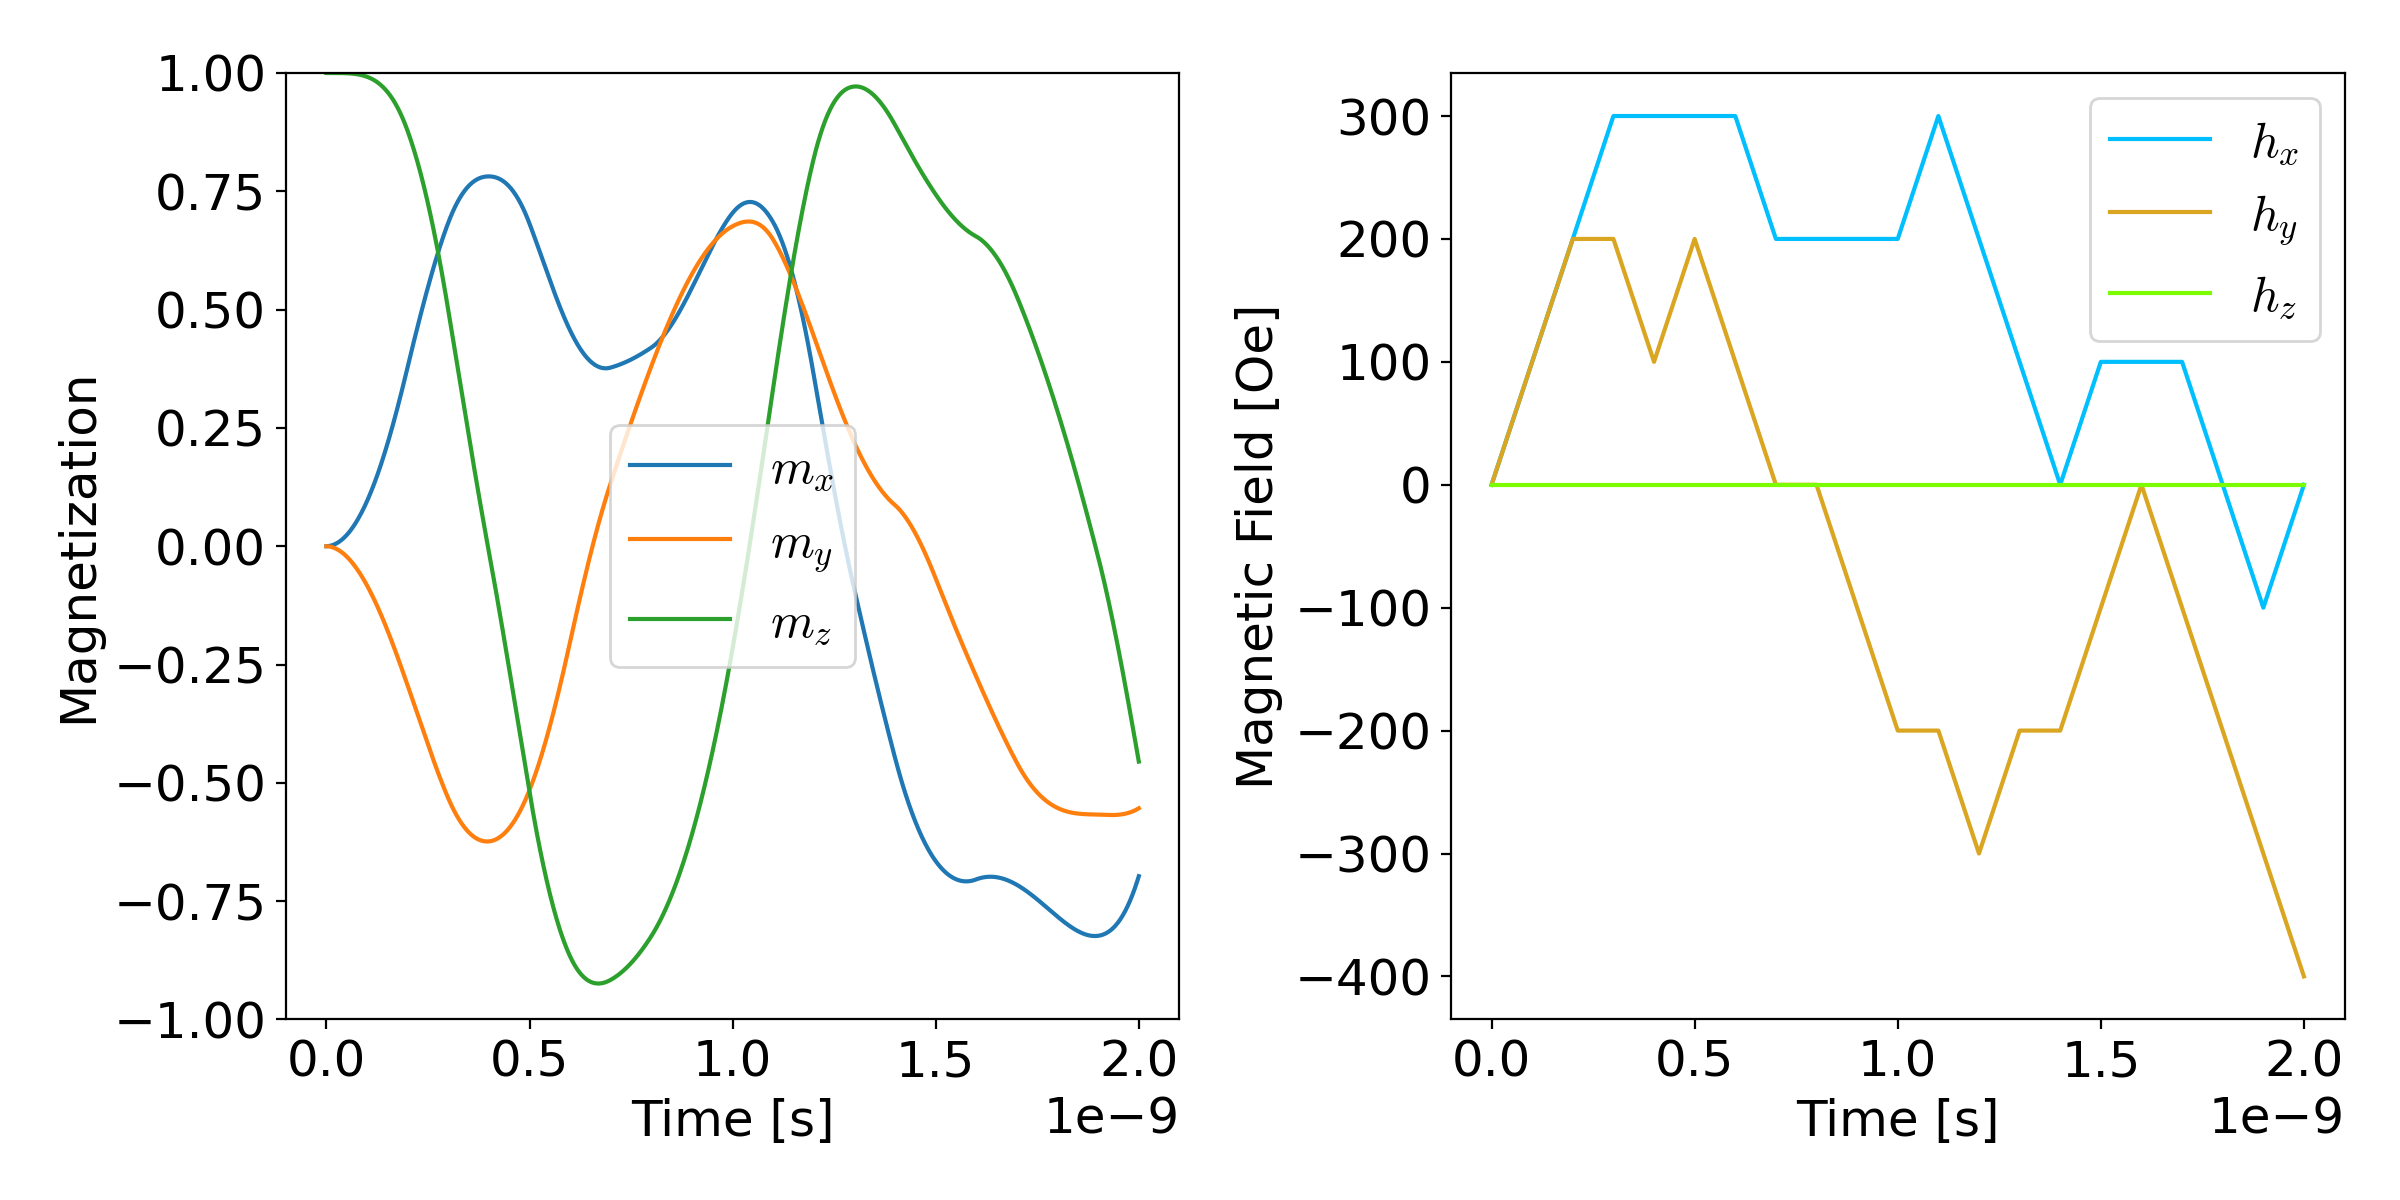 1.00
0.75
0.50
0.25
0.00
−0.25
−0.50
−0.75
−1.00
Magnetization
m_x
m_y
m_z
0.0 0.5 1.0 1.5 2.0
Time [s]
1e−9
300
200
100
0
−100
−200
−300
−400
Magnetic Field [Oe]
h_x
h_y
h_z
0.0 0.5 1.0 1.5 2.0
Time [s]
1e−9